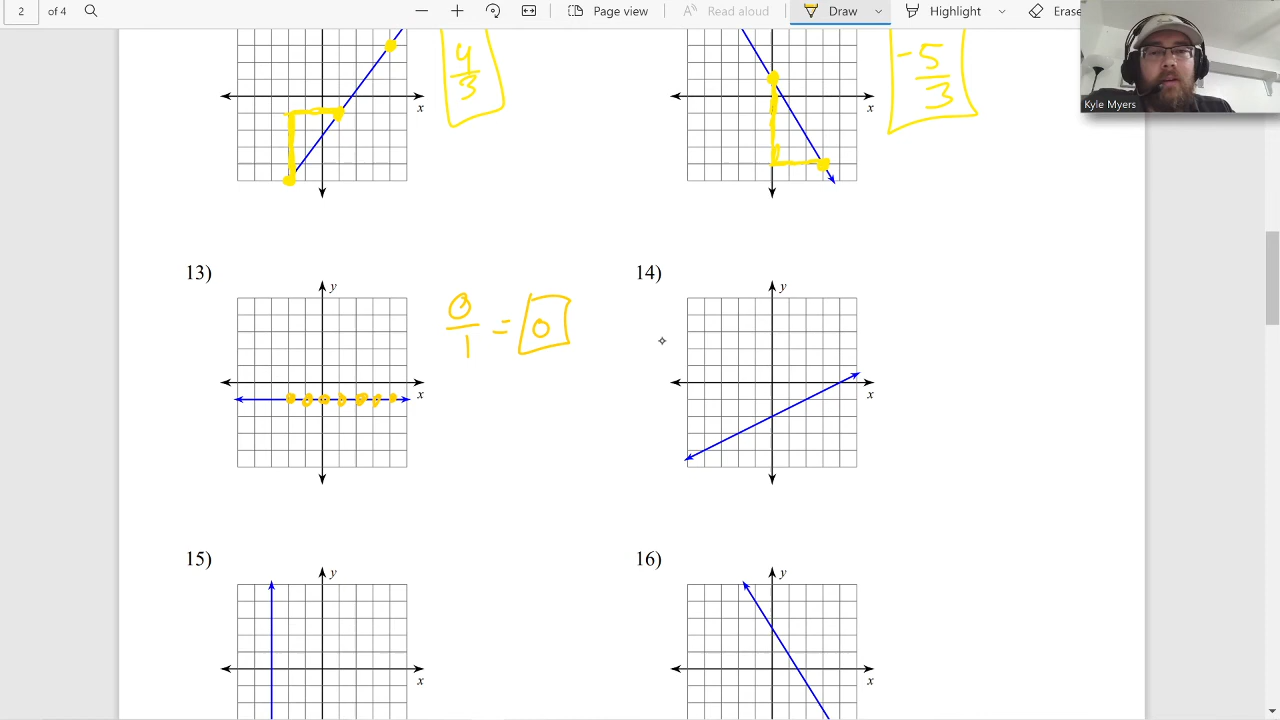 2 of 4 Page view Read aloud Draw Highlight Erase
Kyle Myers
4/3
x
-5/3
x
13)
y
x
0/1 = 0
14)
y
x
15)
y
x
16)
y
x